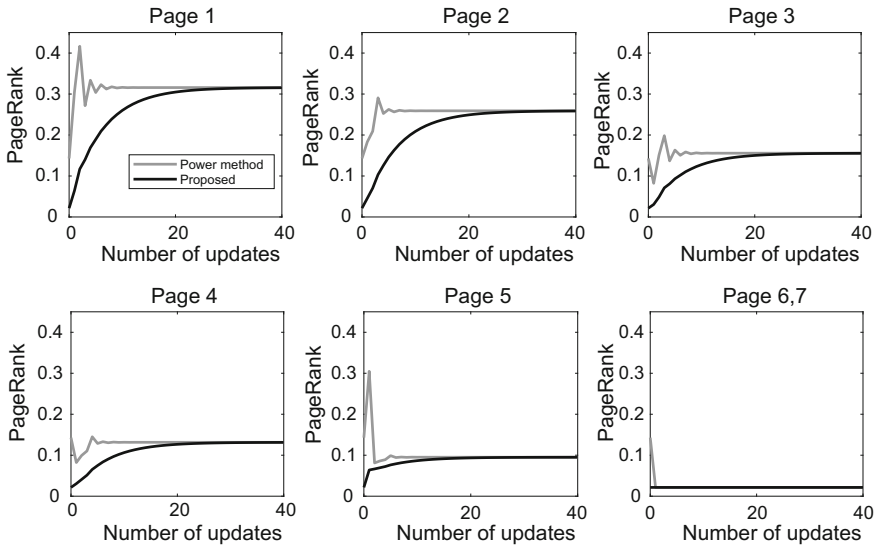 Page 1
PageRank
0.4
0.3
0.2
0.1
0
Power method
Proposed
0
20
40
Number of updates
Page 2
PageRank
0.4
0.3
0.2
0.1
0
0
20
40
Number of updates
Page 3
PageRank
0.4
0.3
0.2
0.1
0
0
20
40
Number of updates
Page 4
PageRank
0.4
0.3
0.2
0.1
0
0
20
40
Number of updates
Page 5
PageRank
0.4
0.3
0.2
0.1
0
0
20
40
Number of updates
Page 6,7
PageRank
0.4
0.3
0.2
0.1
0
0
20
40
Number of updates